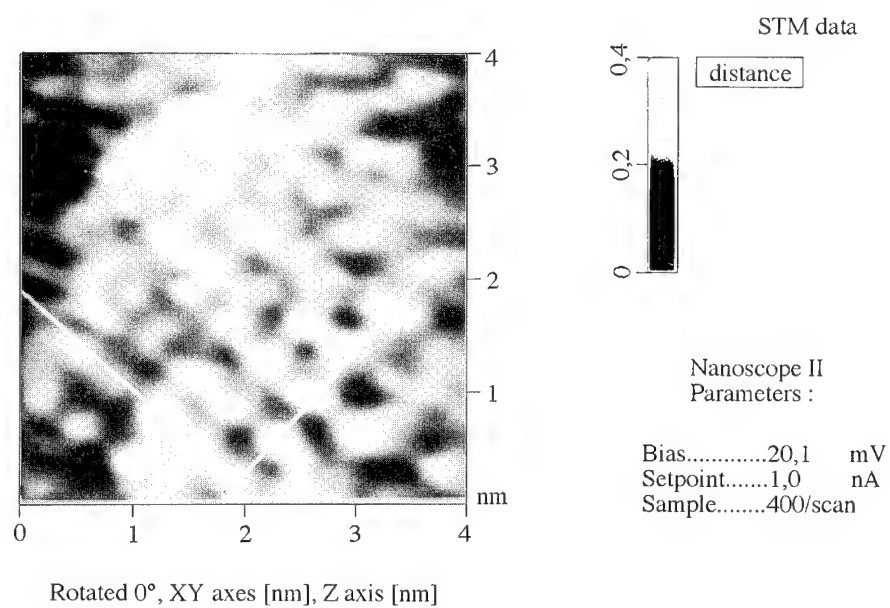 STM data
4
3
2
1
nm
0 1 2 3 4
Rotated 0°, XY axes [nm], Z axis [nm]
0,4
0,2
0
distance
Nanoscope II
Parameters :
Bias.............20,1 mV
Setpoint.......1,0 nA
Sample........400/scan